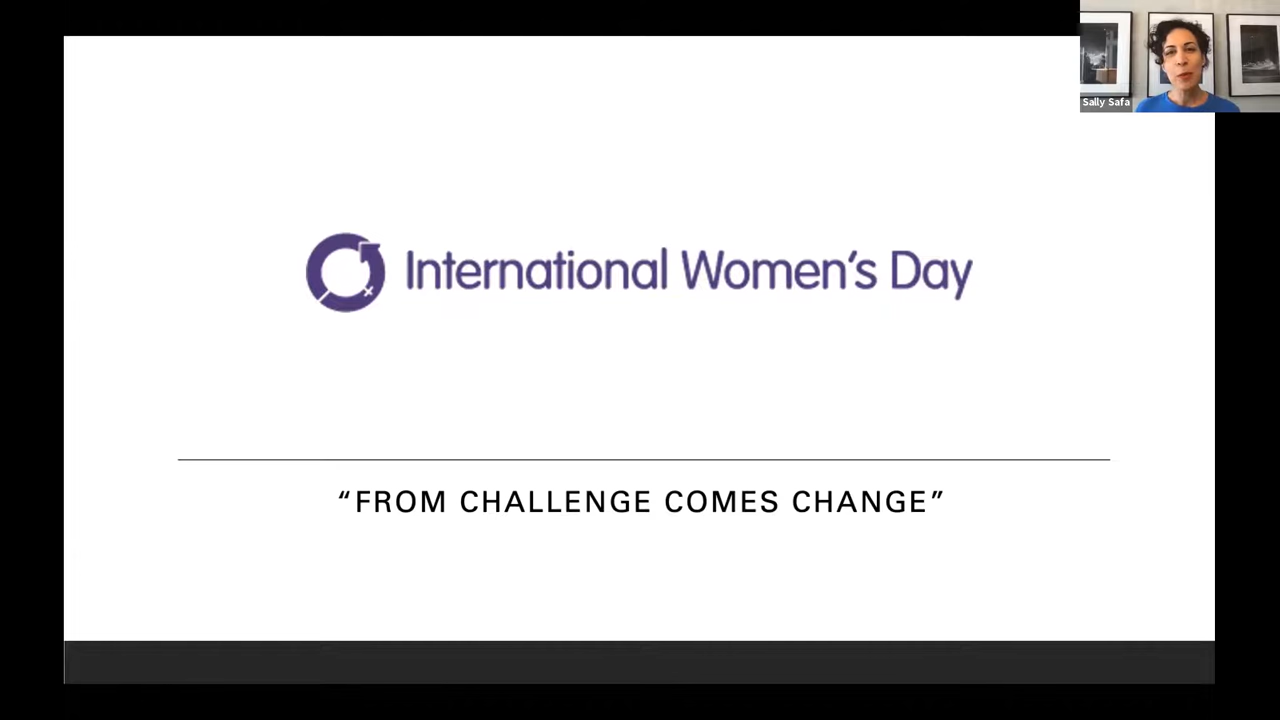 Sally Safa
International Women's Day
“FROM CHALLENGE COMES CHANGE”